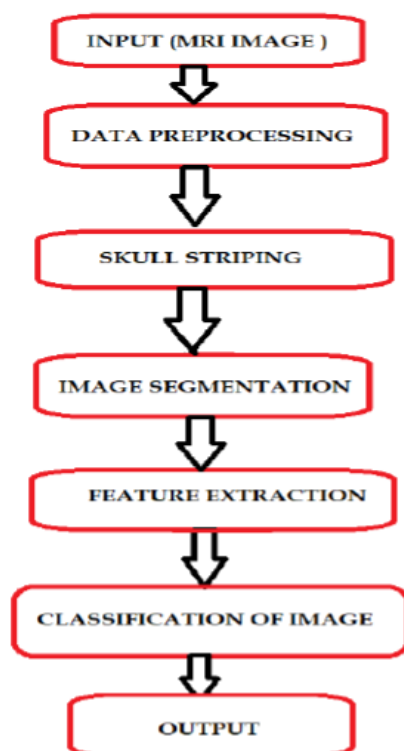 INPUT (MRI IMAGE )
DATA PREPROCESSING
SKULL STRIPING
IMAGE SEGMENTATION
FEATURE EXTRACTION
CLASSIFICATION OF IMAGE
OUTPUT